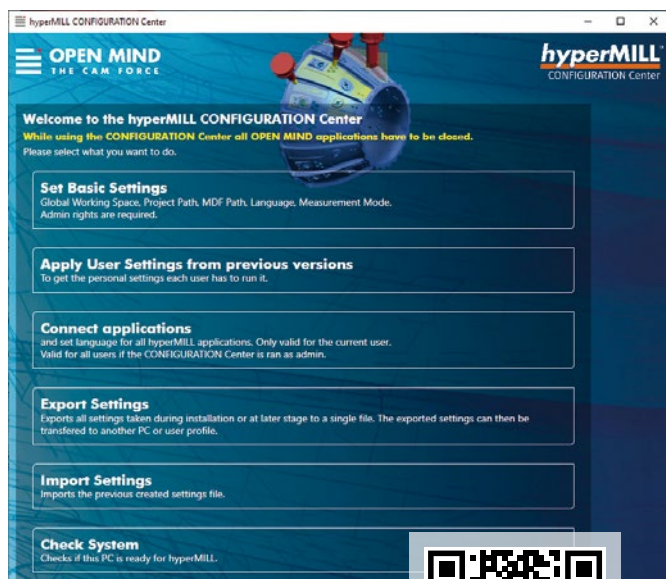 hyperMILL CONFIGURATION Center
OPEN MIND
THE CAM FORCE
hyperMILL
CONFIGURATION Center
Welcome to the hyperMILL CONFIGURATION Center
While using the CONFIGURATION Center all OPEN MIND applications have to be closed.
Please select what you want to do.
Set Basic Settings
Global Working Space, Project Path, MDF Path, Language, Measurement Mode.
Admin rights are required.
Apply User Settings from previous versions
To get the personal settings each user has to run it.
Connect applications
and set language for all hyperMILL applications. Only valid for the current user.
Valid for all users if the CONFIGURATION Center is ran as admin.
Export Settings
Exports all settings taken during installation or at later stage to a single file. The exported settings can then be
transfered to another PC or user profile.
Import Settings
Imports the previous created settings file.
Check System
Checks if this PC is ready for hyperMILL.